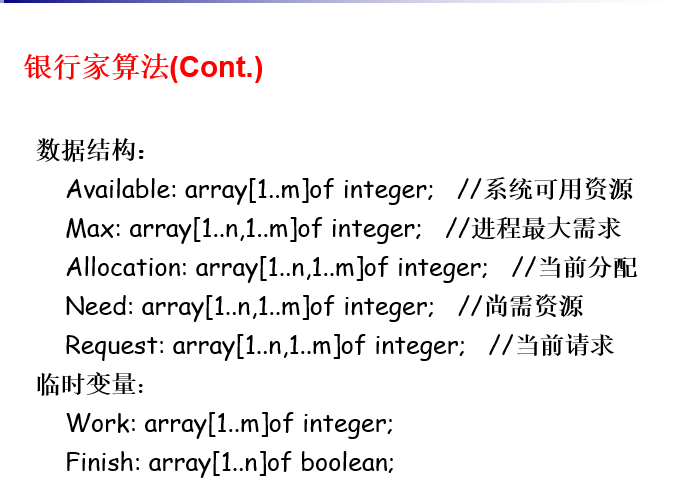 银行家算法(Cont.)
数据结构：
Available: array[1..m]of integer; //系统可用资源
Max: array[1..n,1..m]of integer; //进程最大需求
Allocation: array[1..n,1..m]of integer; //当前分配
Need: array[1..n,1..m]of integer; //尚需资源
Request: array[1..n,1..m]of integer; //当前请求
临时变量：
Work: array[1..m]of integer;
Finish: array[1..n]of boolean;